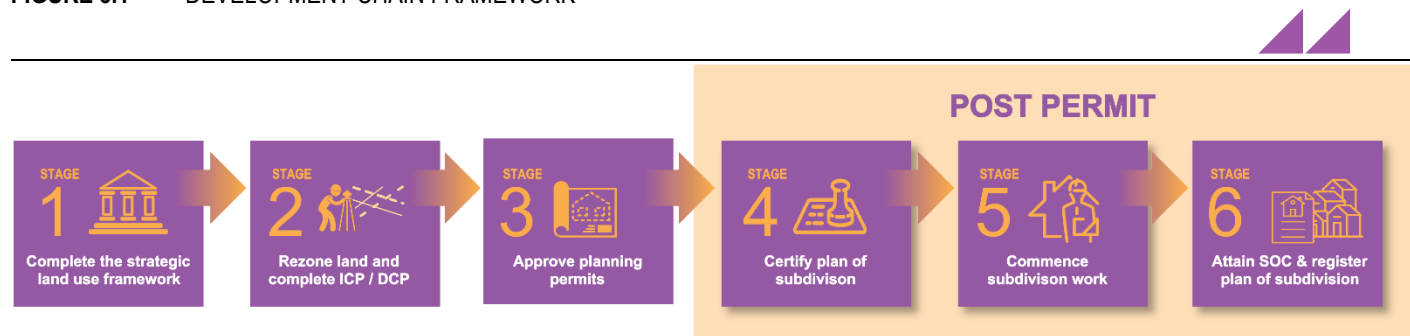 POST PERMIT
STAGE
1
Complete the strategic
land use framework
STAGE
2
Rezone land and
complete ICP / DCP
STAGE
3
Approve planning
permits
STAGE
4
Certify plan of
subdivison
STAGE
5
Commence
subdivison work
STAGE
6
Attain SOC & register
plan of subdivision